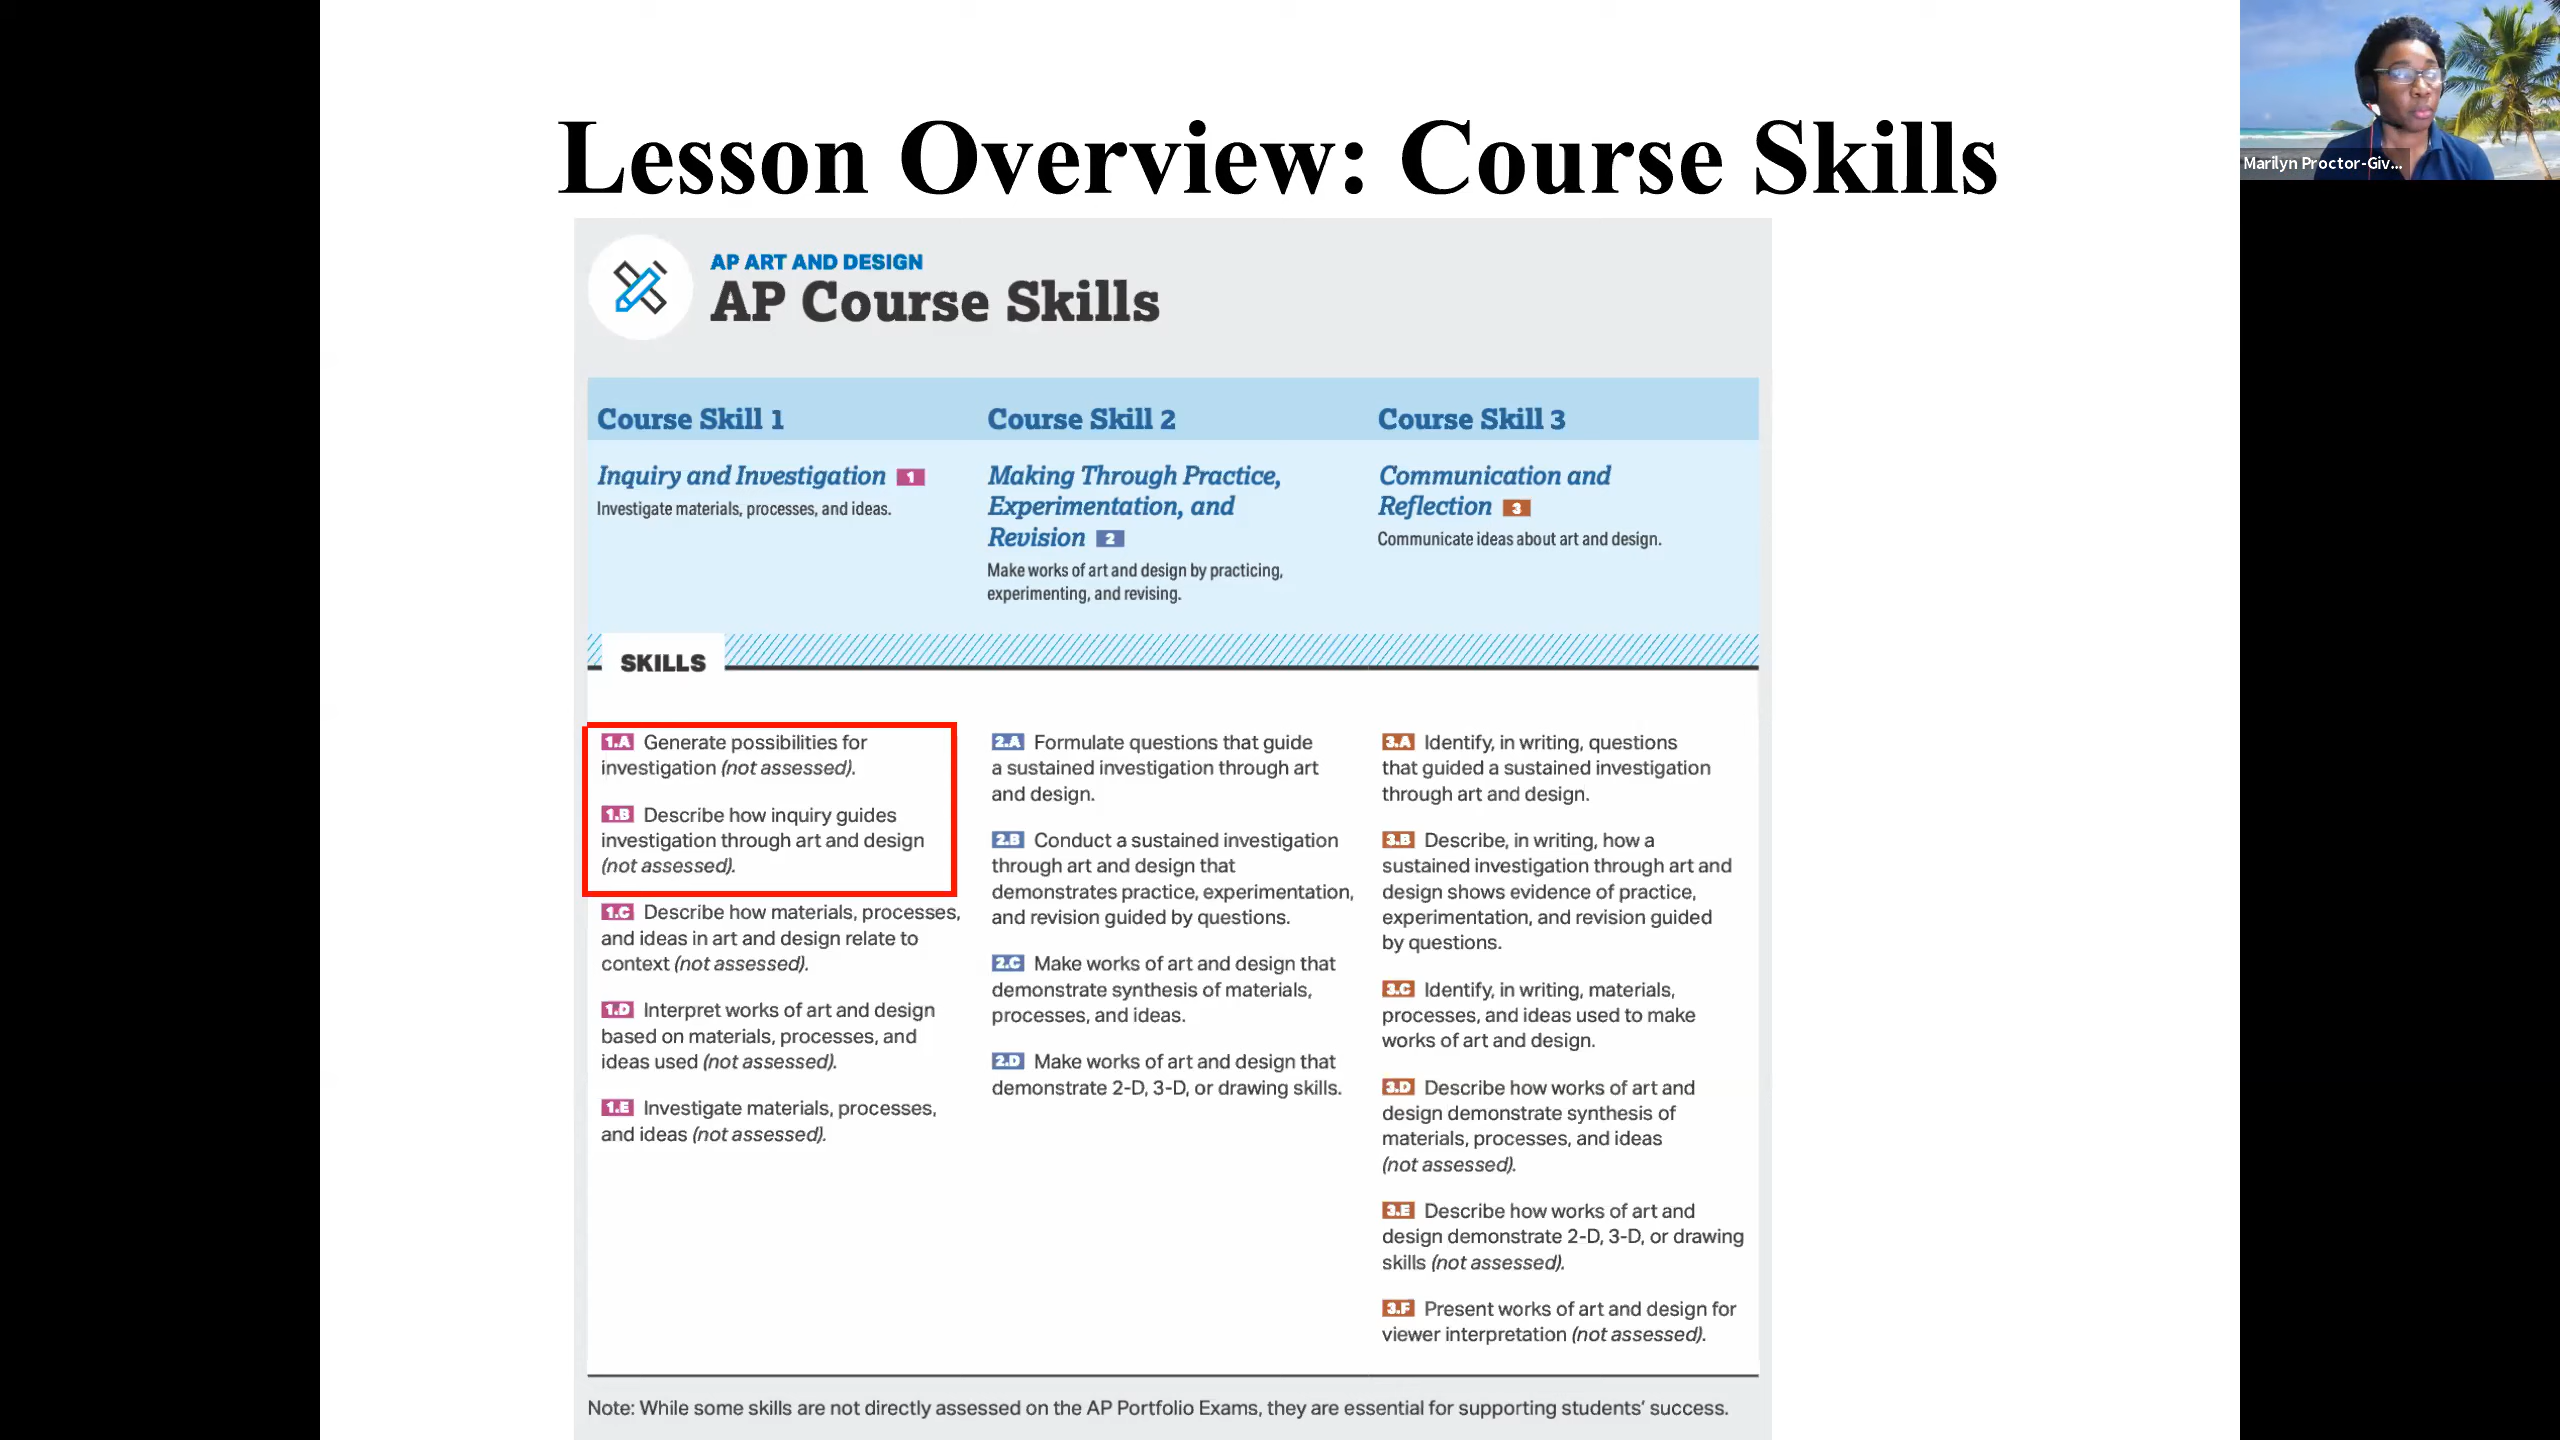 Lesson Overview: Course Skills
Marilyn Proctor-Giv...
AP ART AND DESIGN
AP Course Skills
Course Skill 1
Inquiry and Investigation 1
Investigate materials, processes, and ideas.
Course Skill 2
Making Through Practice,
Experimentation, and
Revision 2
Make works of art and design by practicing,
experimenting, and revising.
Course Skill 3
Communication and
Reflection 3
Communicate ideas about art and design.
SKILLS
1.A Generate possibilities for
investigation (not assessed).
1.B Describe how inquiry guides
investigation through art and design
(not assessed).
1.C Describe how materials, processes,
and ideas in art and design relate to
context (not assessed).
1.D Interpret works of art and design
based on materials, processes, and
ideas used (not assessed).
1.E Investigate materials, processes,
and ideas (not assessed).
2.A Formulate questions that guide
a sustained investigation through art
and design.
2.B Conduct a sustained investigation
through art and design that
demonstrates practice, experimentation,
and revision guided by questions.
2.C Make works of art and design that
demonstrate synthesis of materials,
processes, and ideas.
2.D Make works of art and design that
demonstrate 2-D, 3-D, or drawing skills.
3.A Identify, in writing, questions
that guided a sustained investigation
through art and design.
3.B Describe, in writing, how a
sustained investigation through art and
design shows evidence of practice,
experimentation, and revision guided
by questions.
3.C Identify, in writing, materials,
processes, and ideas used to make
works of art and design.
3.D Describe how works of art and
design demonstrate synthesis of
materials, processes, and ideas
(not assessed).
3.E Describe how works of art and
design demonstrate 2-D, 3-D, or drawing
skills (not assessed).
3.F Present works of art and design for
viewer interpretation (not assessed).
Note: While some skills are not directly assessed on the AP Portfolio Exams, they are essential for supporting students' success.